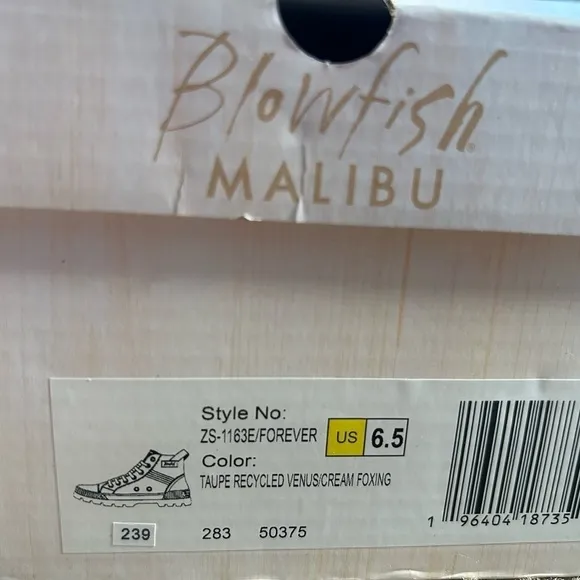 Blowfish
MALIBU
Style No:
ZS-1163E/FOREVER
US 6.5
Color:
TAUPE RECYCLED VENUS/CREAM FOXING
239 283 50375
1 96404 18735